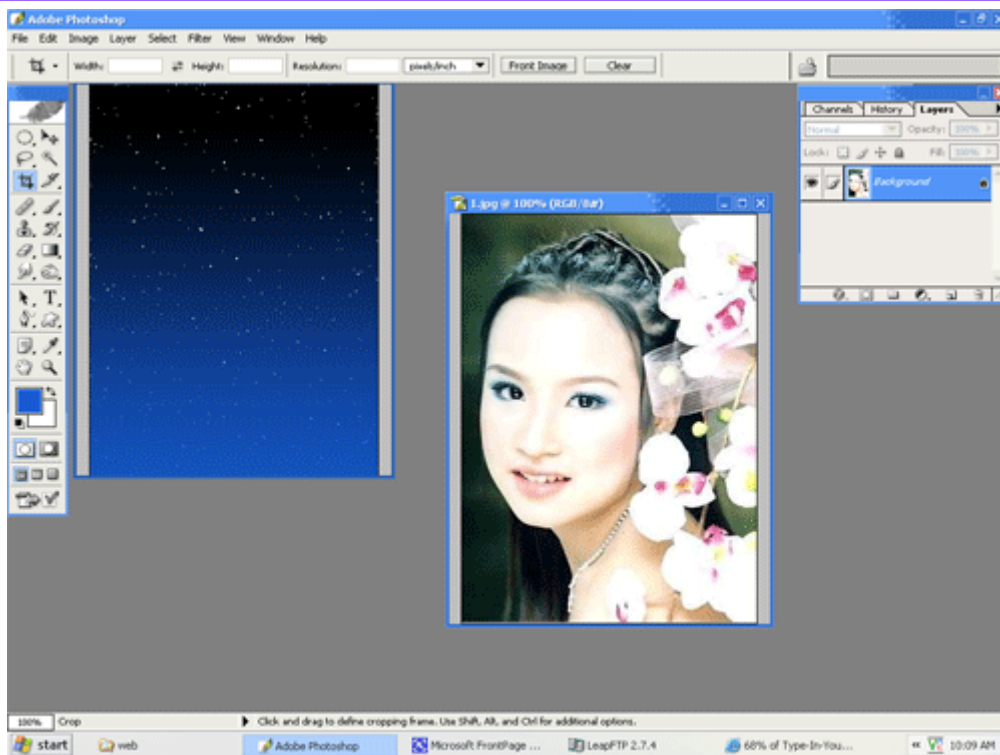 Adobe Photoshop
File Edit Image Layer Select Filter View Window Help
Width: Height: Resolution: pixels/inch Front Image Clear
Channels History Layers
Normal Opacity: 100%
Lock: Fill: 100%
Background
1.jpg @ 100% (RGB/8#)
T
100% Crop Click and drag to define cropping frame. Use Shift, Alt, and Ctrl for additional options.
start web Adobe Photoshop Microsoft FrontPage ... LeapFTP 2.7.4 68% of Type-In-You... « 10:09 AM